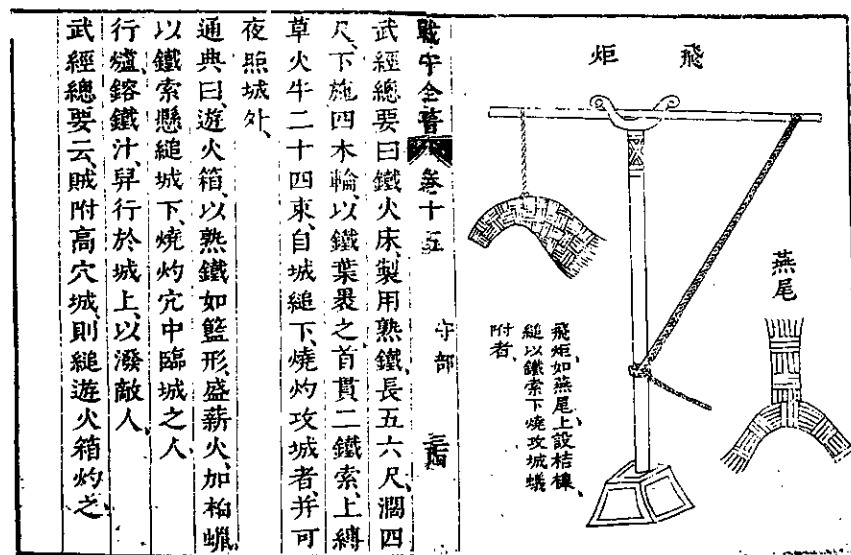 飛炬
燕尾
飛炬如燕尾、上設桔橰、
縋以鐵索下燒攻城蟻
附者、
戰守全書 卷十五 守部
武經總要曰鐵火床、製用熟鐵、長五六尺、濶四
尺、下施四木輪、以鐵葉裹之、首貫二鐵索、上縛
草火牛二十四束、自城縋下、燒灼攻城者、并可
夜照城外、
通典曰、遊火箱、以熟鐵如籃形、盛薪火、加柏蠟、
以鐵索懸縋城下、燒灼穴中臨城之人、
行爐、鎔鐵汁、舁行於城上、以潑敵人、
武經總要云、賊附高穴城、則縋遊火箱灼之、